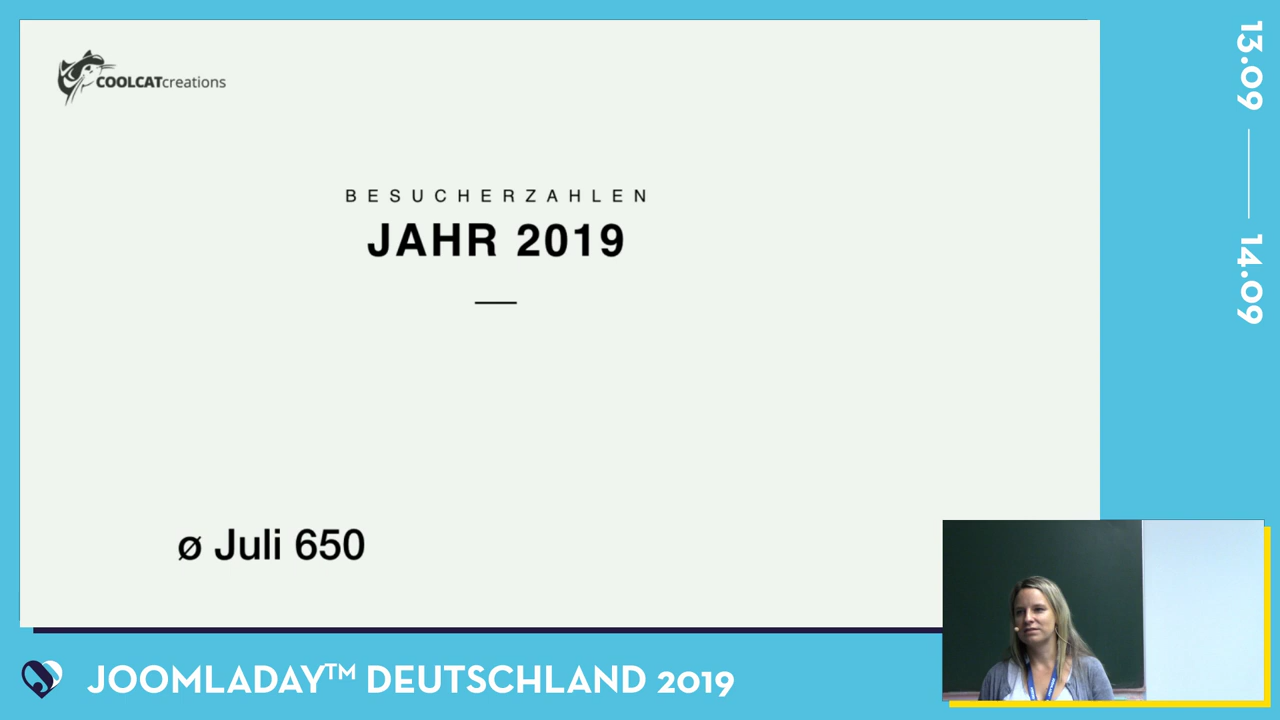 COOLCATcreations
BESUCHERZAHLEN
JAHR 2019
ø Juli 650
13.09 — 14.09
JOOMLADAY™ DEUTSCHLAND 2019